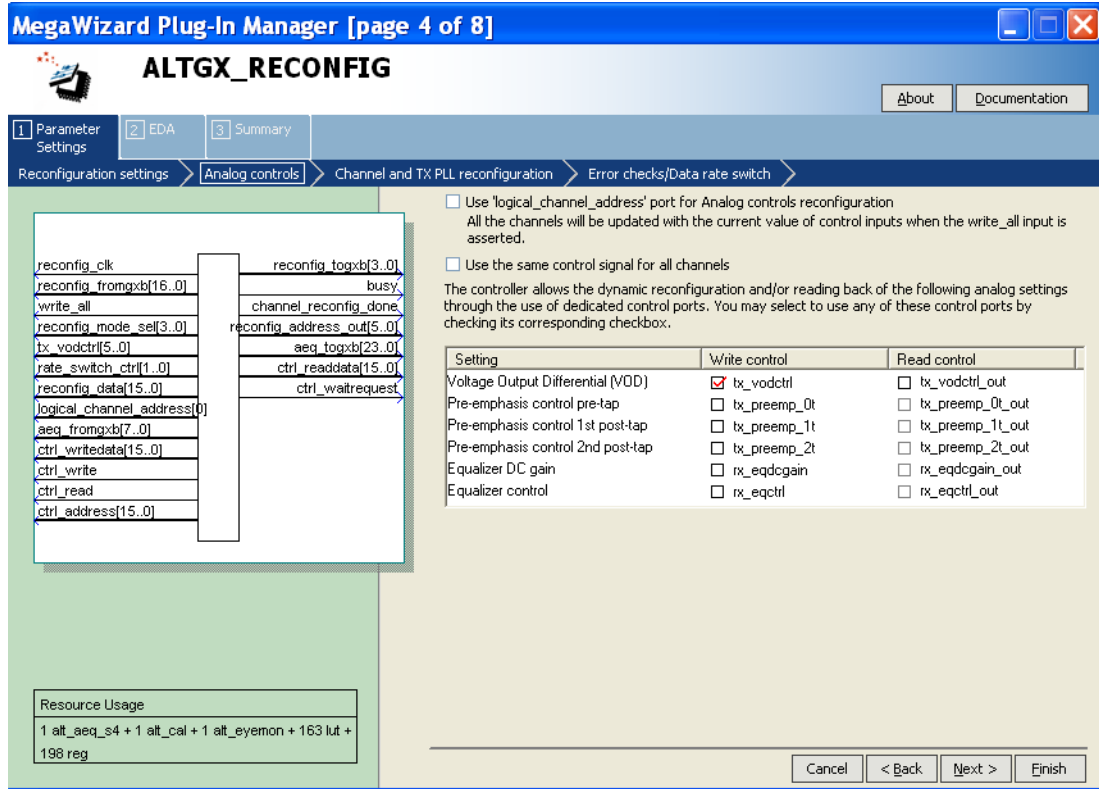 MegaWizard Plug-In Manager [page 4 of 8]
ALTGX_RECONFIG
About
Documentation
1 Parameter Settings
2 EDA
3 Summary
Reconfiguration settings
Analog controls
Channel and TX PLL reconfiguration
Error checks/Data rate switch
reconfig_clk
reconfig_fromgxb[16..0]
write_all
reconfig_mode_sel[3..0]
tx_vodctrl[5..0]
rate_switch_ctrl[1..0]
reconfig_data[15..0]
logical_channel_address[0]
aeq_fromgxb[7..0]
ctrl_writedata[15..0]
ctrl_write
ctrl_read
ctrl_address[15..0]
reconfig_togxb[3..0]
busy
channel_reconfig_done
reconfig_address_out[5..0]
aeq_togxb[23..0]
ctrl_readdata[15..0]
ctrl_waitrequest
Resource Usage
1 alt_aeq_s4 + 1 alt_cal + 1 alt_eyemon + 163 lut +
198 reg
Use 'logical_channel_address' port for Analog controls reconfiguration
All the channels will be updated with the current value of control inputs when the write_all input is
asserted.
Use the same control signal for all channels
The controller allows the dynamic reconfiguration and/or reading back of the following analog settings
through the use of dedicated control ports. You may select to use any of these control ports by
checking its corresponding checkbox.
Setting Write control Read control
Voltage Output Differential (VOD) tx_vodctrl tx_vodctrl_out
Pre-emphasis control pre-tap tx_preemp_0t tx_preemp_0t_out
Pre-emphasis control 1st post-tap tx_preemp_1t tx_preemp_1t_out
Pre-emphasis control 2nd post-tap tx_preemp_2t tx_preemp_2t_out
Equalizer DC gain rx_eqdcgain rx_eqdcgain_out
Equalizer control rx_eqctrl rx_eqctrl_out
Cancel
< Back
Next >
Finish